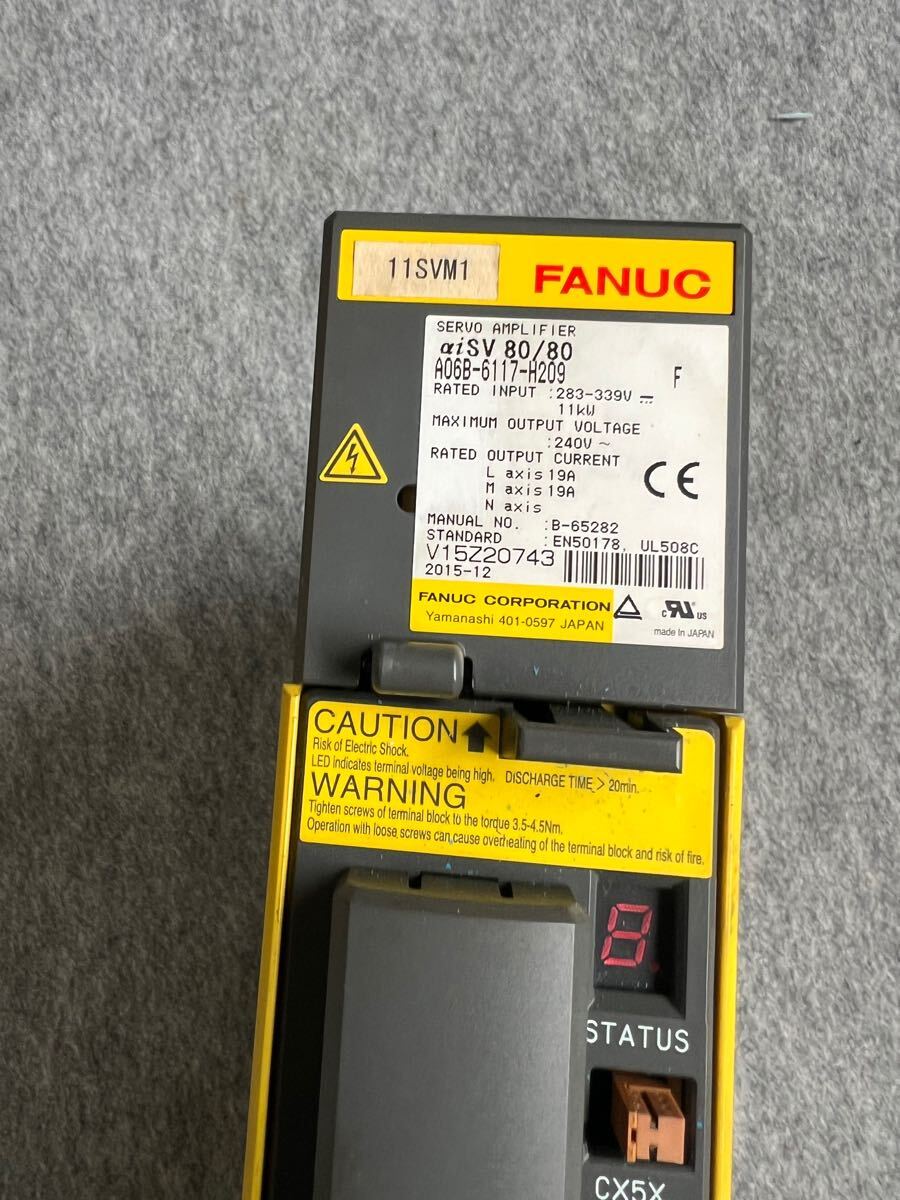 11SVM1
FANUC
SERVO AMPLIFIER
αiSV 80/80
A06B-6117-H209 F
RATED INPUT :283-339V ⎓
11kW
MAXIMUM OUTPUT VOLTAGE
:240V ~
RATED OUTPUT CURRENT
L axis 19A
M axis 19A
N axis
CE
MANUAL NO. :B-65282
STANDARD :EN50178, UL508C
V15Z20743
2015-12
FANUC CORPORATION
Yamanashi 401-0597 JAPAN
c RU us
made in JAPAN
CAUTION
Risk of Electric Shock.
LED indicates terminal voltage being high. DISCHARGE TIME > 20min.
WARNING
Tighten screws of terminal block to the torque 3.5-4.5Nm.
Operation with loose screws can cause overheating of the terminal block and risk of fire.
8.
STATUS
CX5X